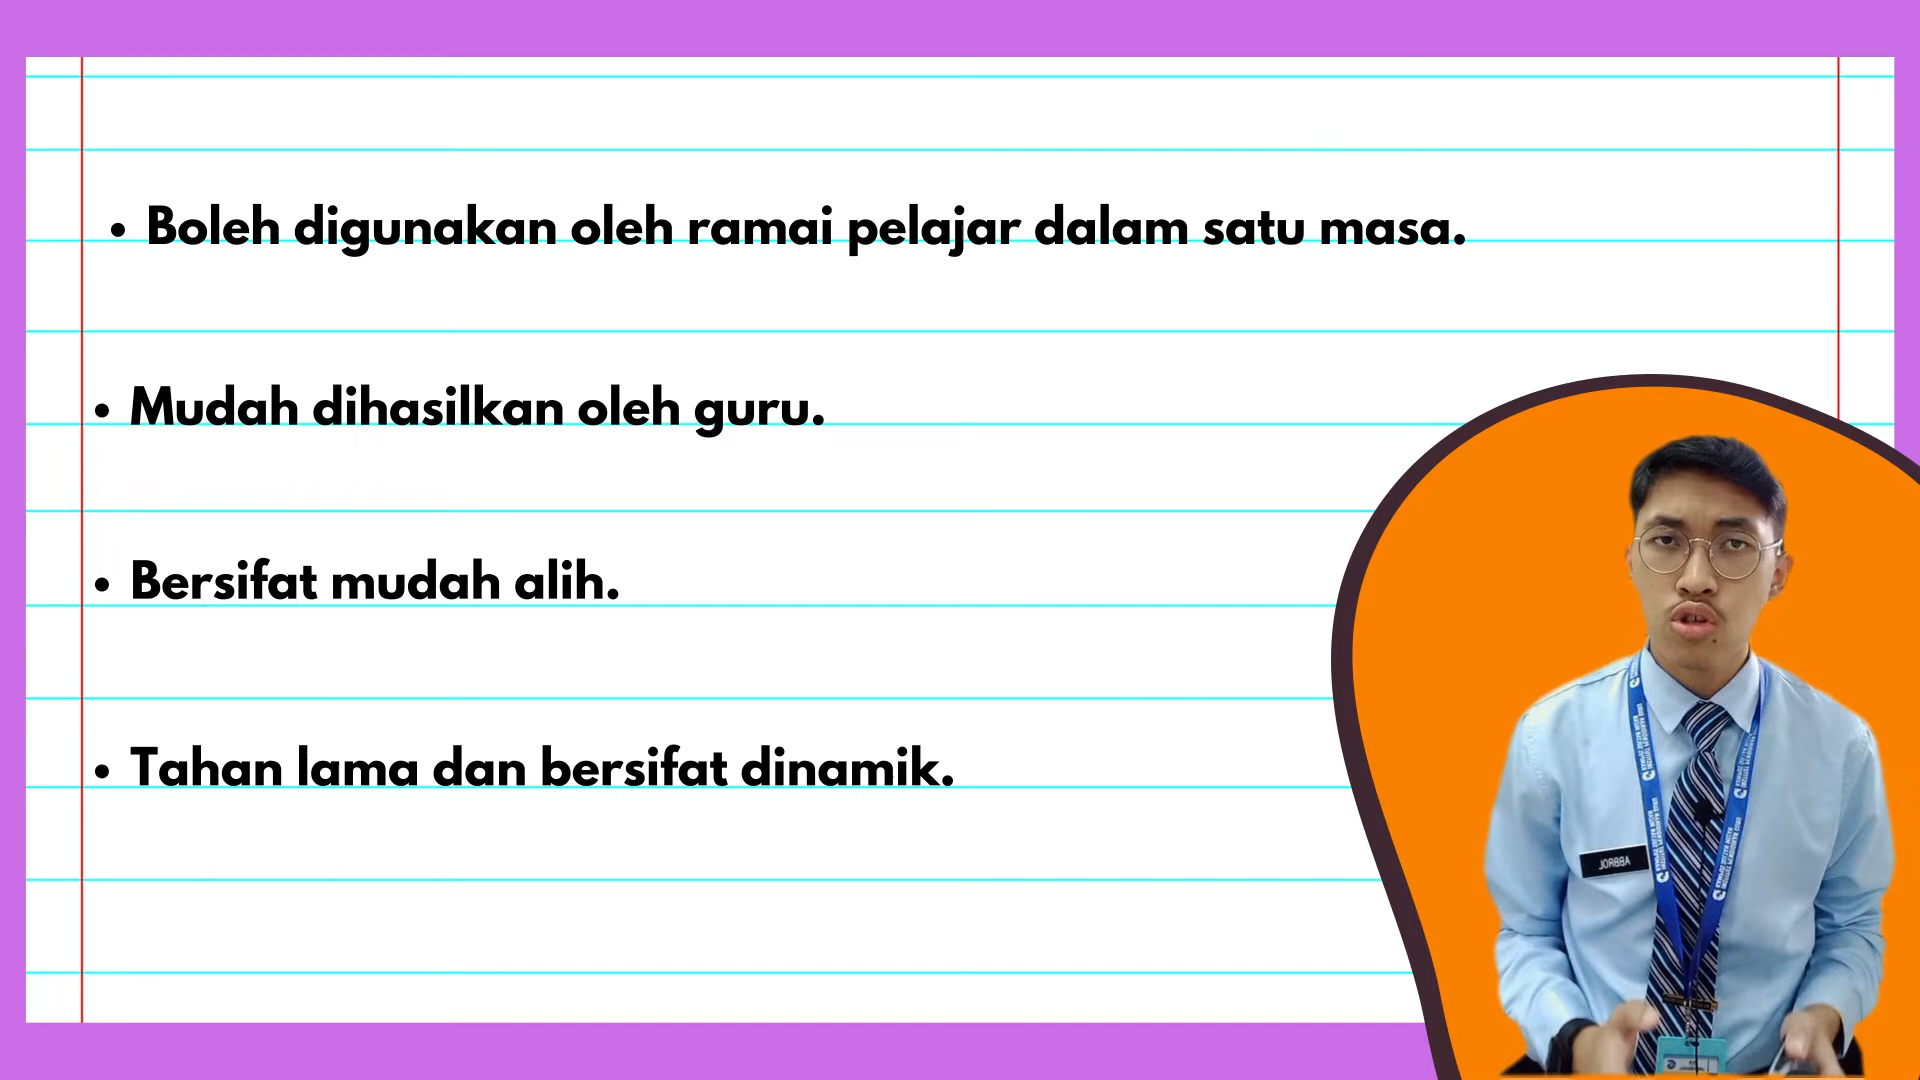 • Boleh digunakan oleh ramai pelajar dalam satu masa.
• Mudah dihasilkan oleh guru.
• Bersifat mudah alih.
• Tahan lama dan bersifat dinamik.
ABBROL